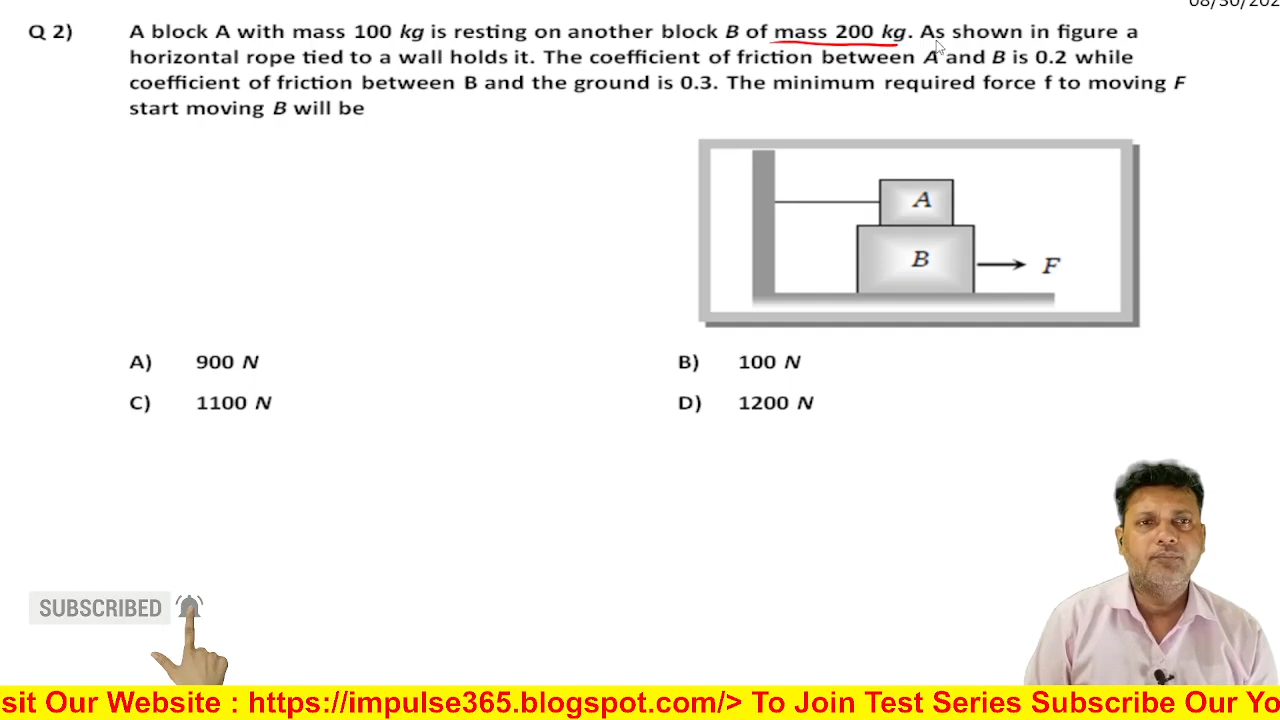 08/30/202
Q 2) A block A with mass 100 kg is resting on another block B of mass 200 kg. As shown in figure a
horizontal rope tied to a wall holds it. The coefficient of friction between A and B is 0.2 while
coefficient of friction between B and the ground is 0.3. The minimum required force f to moving F
start moving B will be
A
B
F
A) 900 N
B) 100 N
C) 1100 N
D) 1200 N
SUBSCRIBED
sit Our Website : https://impulse365.blogspot.com/> To Join Test Series Subscribe Our Yo